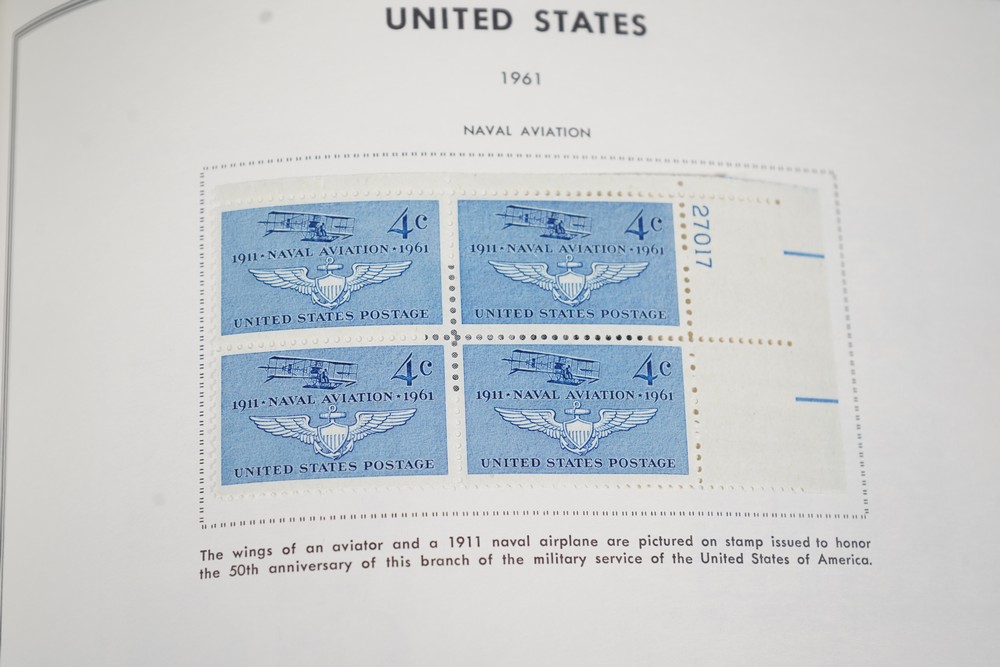 UNITED STATES
1961
NAVAL AVIATION
4c
1911 · NAVAL AVIATION · 1961
UNITED STATES POSTAGE
4c
1911 · NAVAL AVIATION · 1961
UNITED STATES POSTAGE
27017
4c
1911 · NAVAL AVIATION · 1961
UNITED STATES POSTAGE
4c
1911 · NAVAL AVIATION · 1961
UNITED STATES POSTAGE
The wings of an aviator and a 1911 naval airplane are pictured on stamp issued to honor
the 50th anniversary of this branch of the military service of the United States of America.